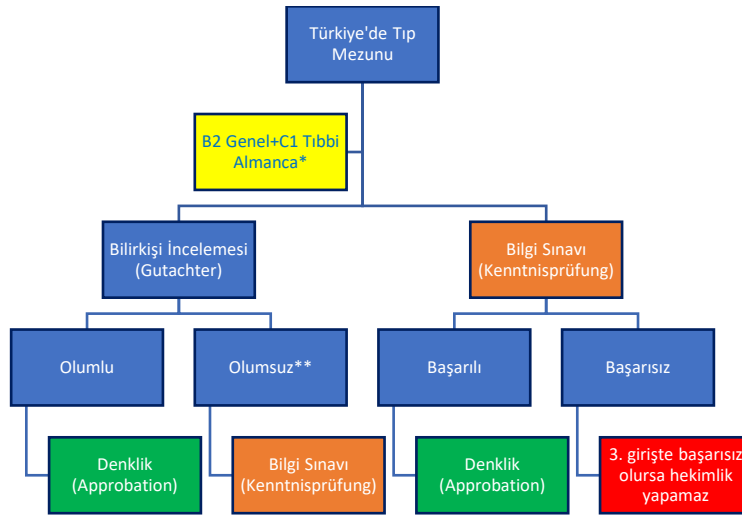 Türkiye'de Tıp
Mezunu
B2 Genel+C1 Tıbbi
Almanca*
Bilirkişi İncelemesi
(Gutachter)
Bilgi Sınavı
(Kenntnisprüfung)
Olumlu
Olumsuz**
Başarılı
Başarısız
Denklik
(Approbation)
Bilgi Sınavı
(Kenntnisprüfung)
Denklik
(Approbation)
3. girişte başarısız
olursa hekimlik
yapamaz